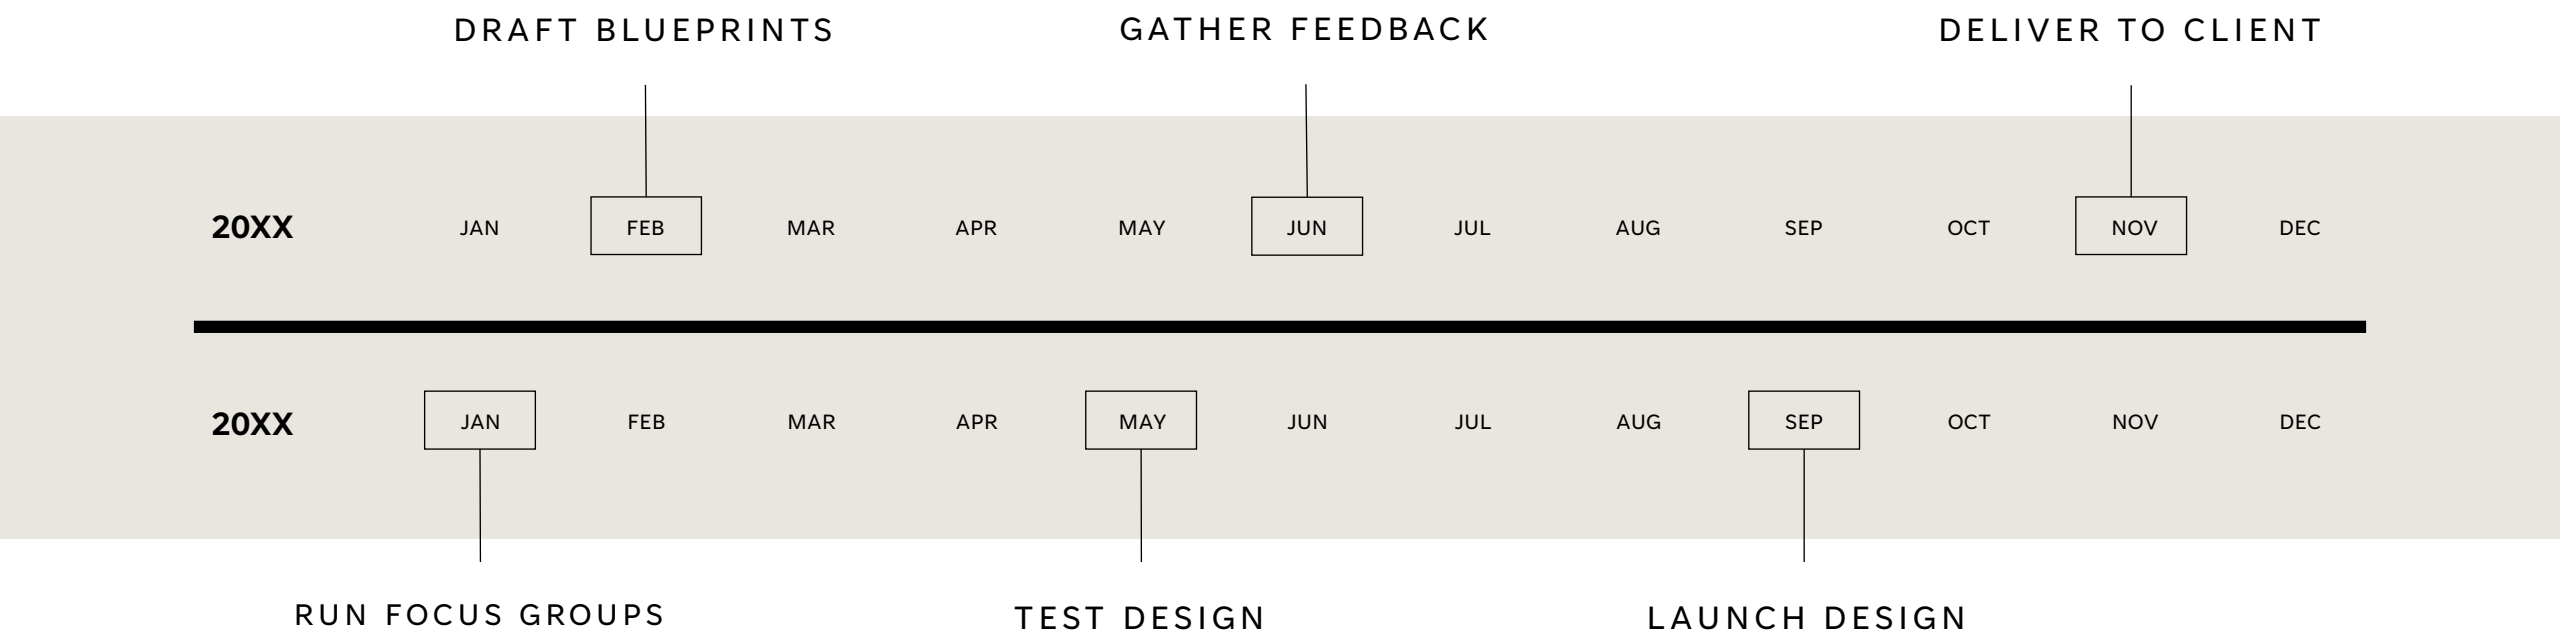 DRAFT BLUEPRINTS GATHER FEEDBACK DELIVER TO CLIENT
20XX JAN FEB MAR APR MAY JUN JUL AUG SEP OCT NOV DEC
20XX JAN FEB MAR APR MAY JUN JUL AUG SEP OCT NOV DEC
RUN FOCUS GROUPS TEST DESIGN LAUNCH DESIGN